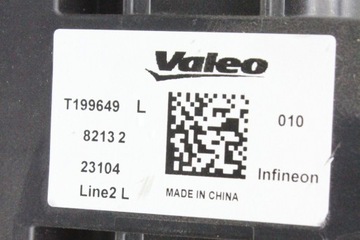 Valeo
T199649 L
010
8213 2
23104
Infineon
Line2 L
MADE IN CHINA